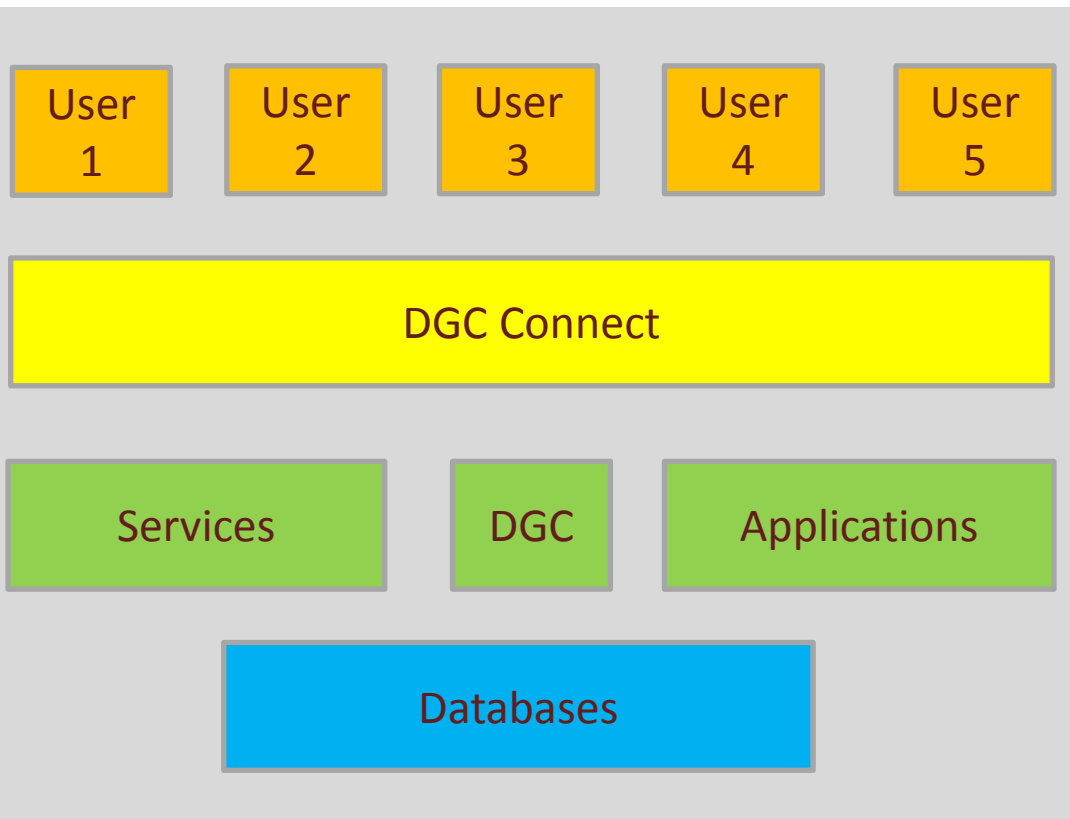 User
1
User
2
User
3
User
4
User
5
DGC Connect
Services
DGC
Applications
Databases